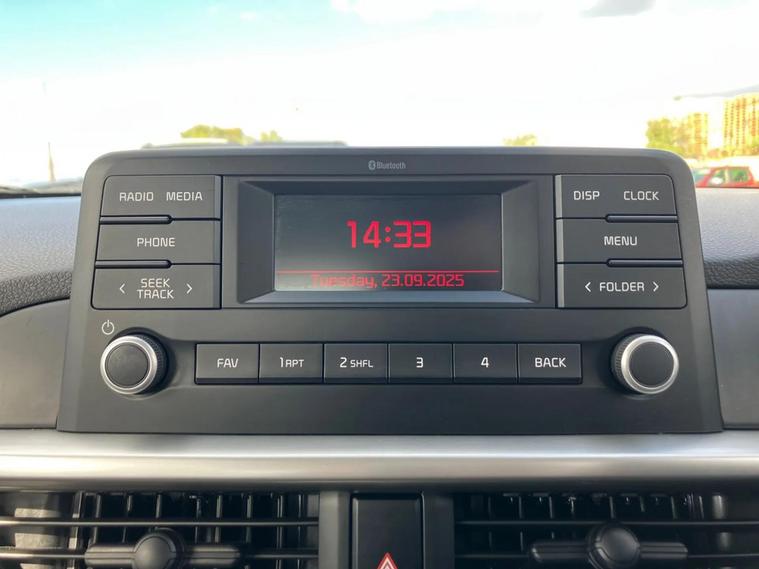 Bluetooth
RADIO MEDIA
DISP CLOCK
14:33
PHONE
MENU
Tuesday, 23.09.2025
SEEK
TRACK
FOLDER
FAV
1 RPT
2 SHFL
3
4
BACK